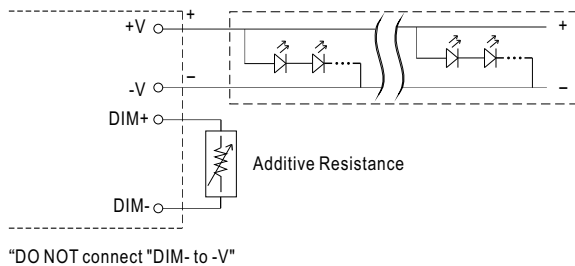 +V + +
-V − −
DIM+
Additive Resistance
DIM-
“DO NOT connect "DIM- to -V"